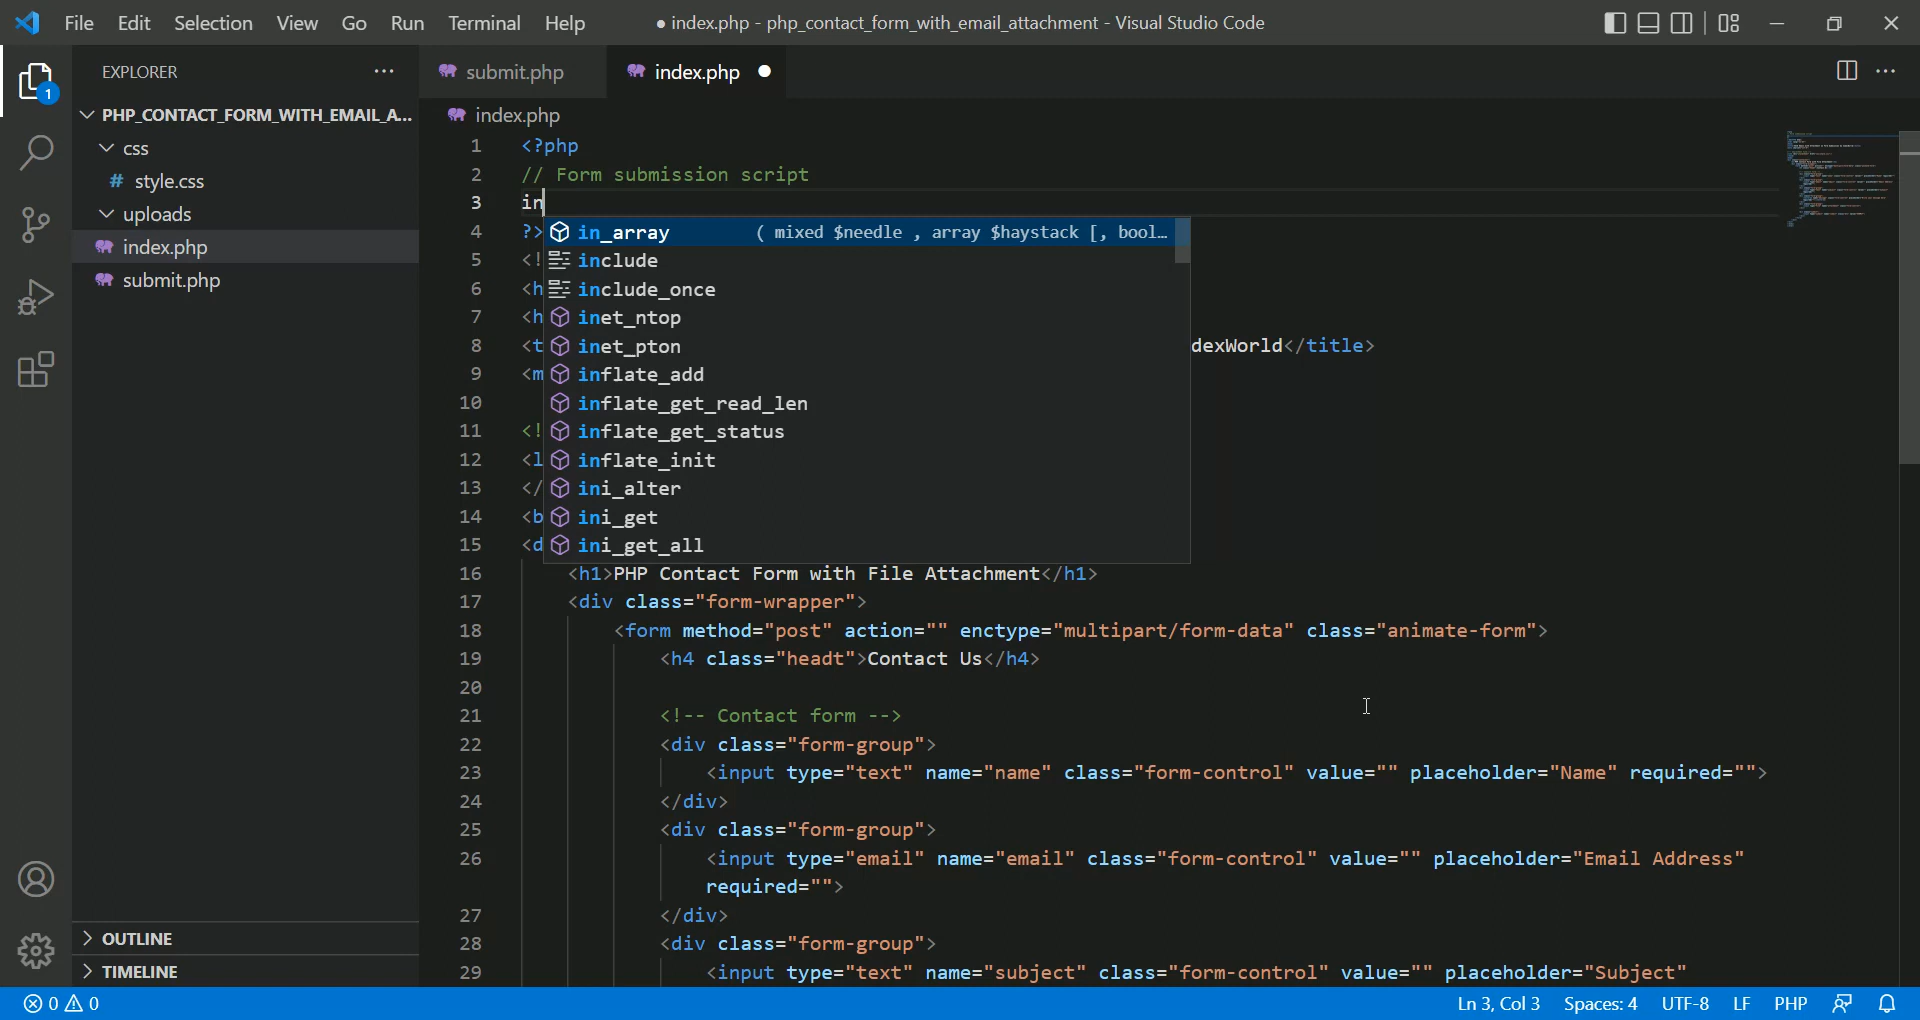 File Edit Selection View Go Run Terminal Help
● index.php - php_contact_form_with_email_attachment - Visual Studio Code
EXPLORER
submit.php
index.php
1
PHP_CONTACT_FORM_WITH_EMAIL_A...
css
# style.css
uploads
index.php
submit.php
OUTLINE
TIMELINE
index.php
1 <?php
2 // Form submission script
3 in
4 ?>
in_array ( mixed $needle , array $haystack [, bool…
5 <!
include
6 <h
include_once
7 <h
inet_ntop
8 <t
inet_pton
dexWorld</title>
9 <m
inflate_add
10
inflate_get_read_len
11 <!
inflate_get_status
12 <l
inflate_init
13 </
ini_alter
14 <b
ini_get
15 <d
ini_get_all
16 <h1>PHP Contact Form with File Attachment</h1>
17 <div class="form-wrapper">
18 <form method="post" action="" enctype="multipart/form-data" class="animate-form">
19 <h4 class="headt">Contact Us</h4>
20
21 <!-- Contact form -->
22 <div class="form-group">
23 <input type="text" name="name" class="form-control" value="" placeholder="Name" required="">
24 </div>
25 <div class="form-group">
26 <input type="email" name="email" class="form-control" value="" placeholder="Email Address"
required="">
27 </div>
28 <div class="form-group">
29 <input type="text" name="subject" class="form-control" value="" placeholder="Subject"
0 0
Ln 3, Col 3 Spaces: 4 UTF-8 LF PHP